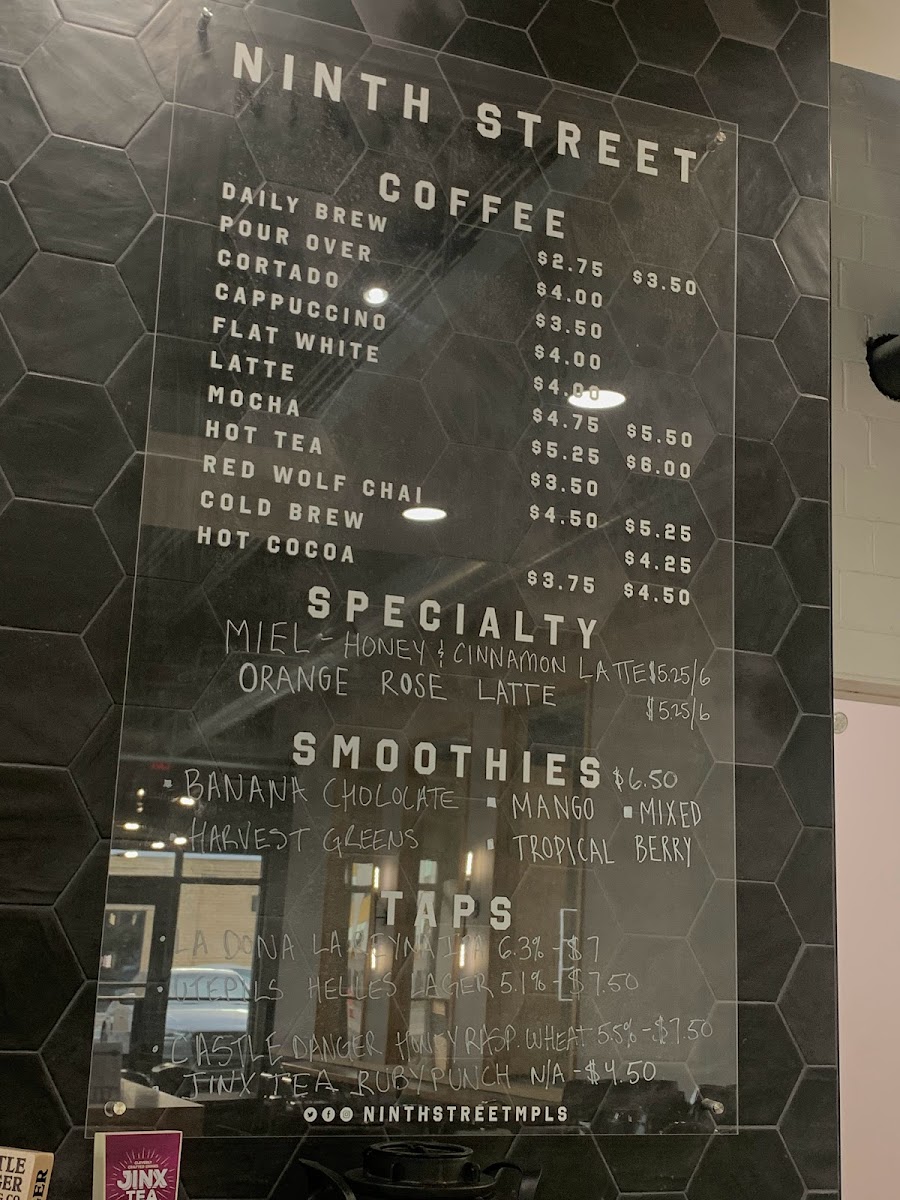 NINTH STREET
COFFEE
DAILY BREW $2.75 $3.50
POUR OVER $4.00
CORTADO $3.50
CAPPUCCINO $4.00
FLAT WHITE $4.00
LATTE $4.75 $5.50
MOCHA $5.25 $6.00
HOT TEA $3.50
RED WOLF CHAI $4.50 $5.25
COLD BREW $4.25
HOT COCOA $3.75 $4.50
SPECIALTY
MIEL - HONEY & CINNAMON LATTE $5.25/6
ORANGE ROSE LATTE $5.25/6
SMOOTHIES $6.50
BANANA CHOLOCATE MANGO MIXED
HARVEST GREENS TROPICAL BERRY
TAPS
LA DONA LA 6.3% - $7
UTEPILS HELLES LAGER 5.1% - $7.50
CASTLE DANGER HONEY RASP. WHEAT 5.5% - $7.50
JINX TEA RUBY PUNCH N/A - $4.50
NINTHSTREETMPLS
JINX
TEA